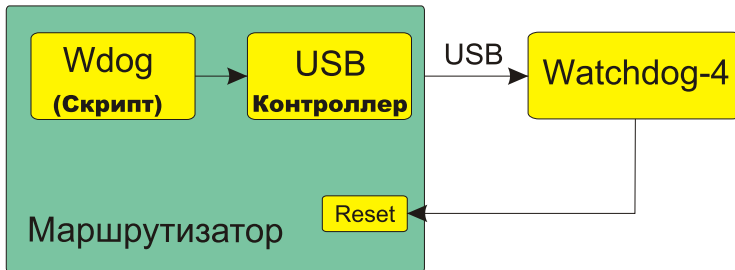 Wdog
(Скрипт)
USB
Контроллер
USB
Watchdog-4
Reset
Маршрутизатор